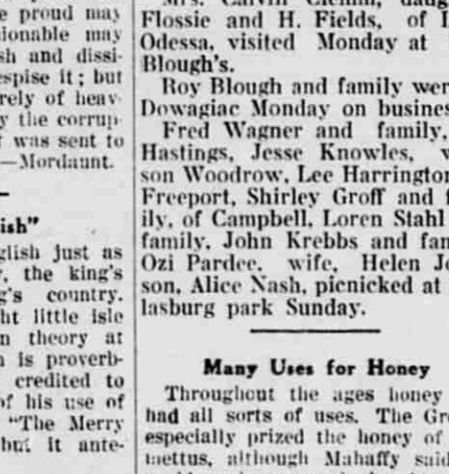 e proud may
ionable may
sh and dissi-
espise it; but
rely of heav-
y the corrup-
was sent to
—Mordaunt.
ish"
glish just as
, the king's
g's country.
ht little isle
n theory at
n is proverb-
credited to
of his use of
"The Merry
but it ante-
Flossie and H. Fields, of L
Odessa, visited Monday at
Blough's.
Roy Blough and family wer
Dowagiac Monday on busines
Fred Wagner and family,
Hastings, Jesse Knowles, w
son Woodrow, Lee Harrington
Freeport, Shirley Groff and f
ily, of Campbell, Loren Stahl
family, John Krebbs and fam
Ozi Pardee, wife, Helen Jo
son, Alice Nash, picnicked at
lasburg park Sunday.
Many Uses for Honey
Throughout the ages honey
had all sorts of uses. The Gre
especially prized the honey of
mettus, although Mahaffy said